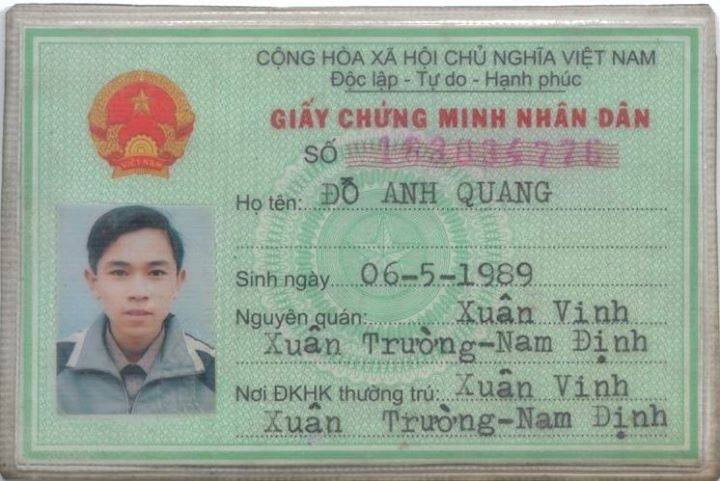 CỘNG HÒA XÃ HỘI CHỦ NGHĨA VIỆT NAM
Độc lập - Tự do - Hạnh phúc
GIẤY CHỨNG MINH NHÂN DÂN
SỐ
VIỆT NAM
Họ tên: ĐỖ ANH QUANG
Sinh ngày 06-5-1989
Nguyên quán: Xuân Vinh
Xuân Trường-Nam Định
Nơi ĐKHK thường trú: Xuân Vinh
Xuân Trường-Nam Định